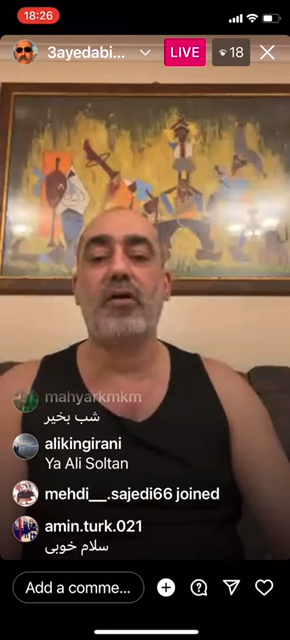 18:26
3ayedabi...
LIVE
18
mahyarkmkm
شب بخیر
alikingirani
Ya Ali Soltan
mehdi__.sajedi66 joined
amin.turk.021
سلام خوبی
Add a comme...